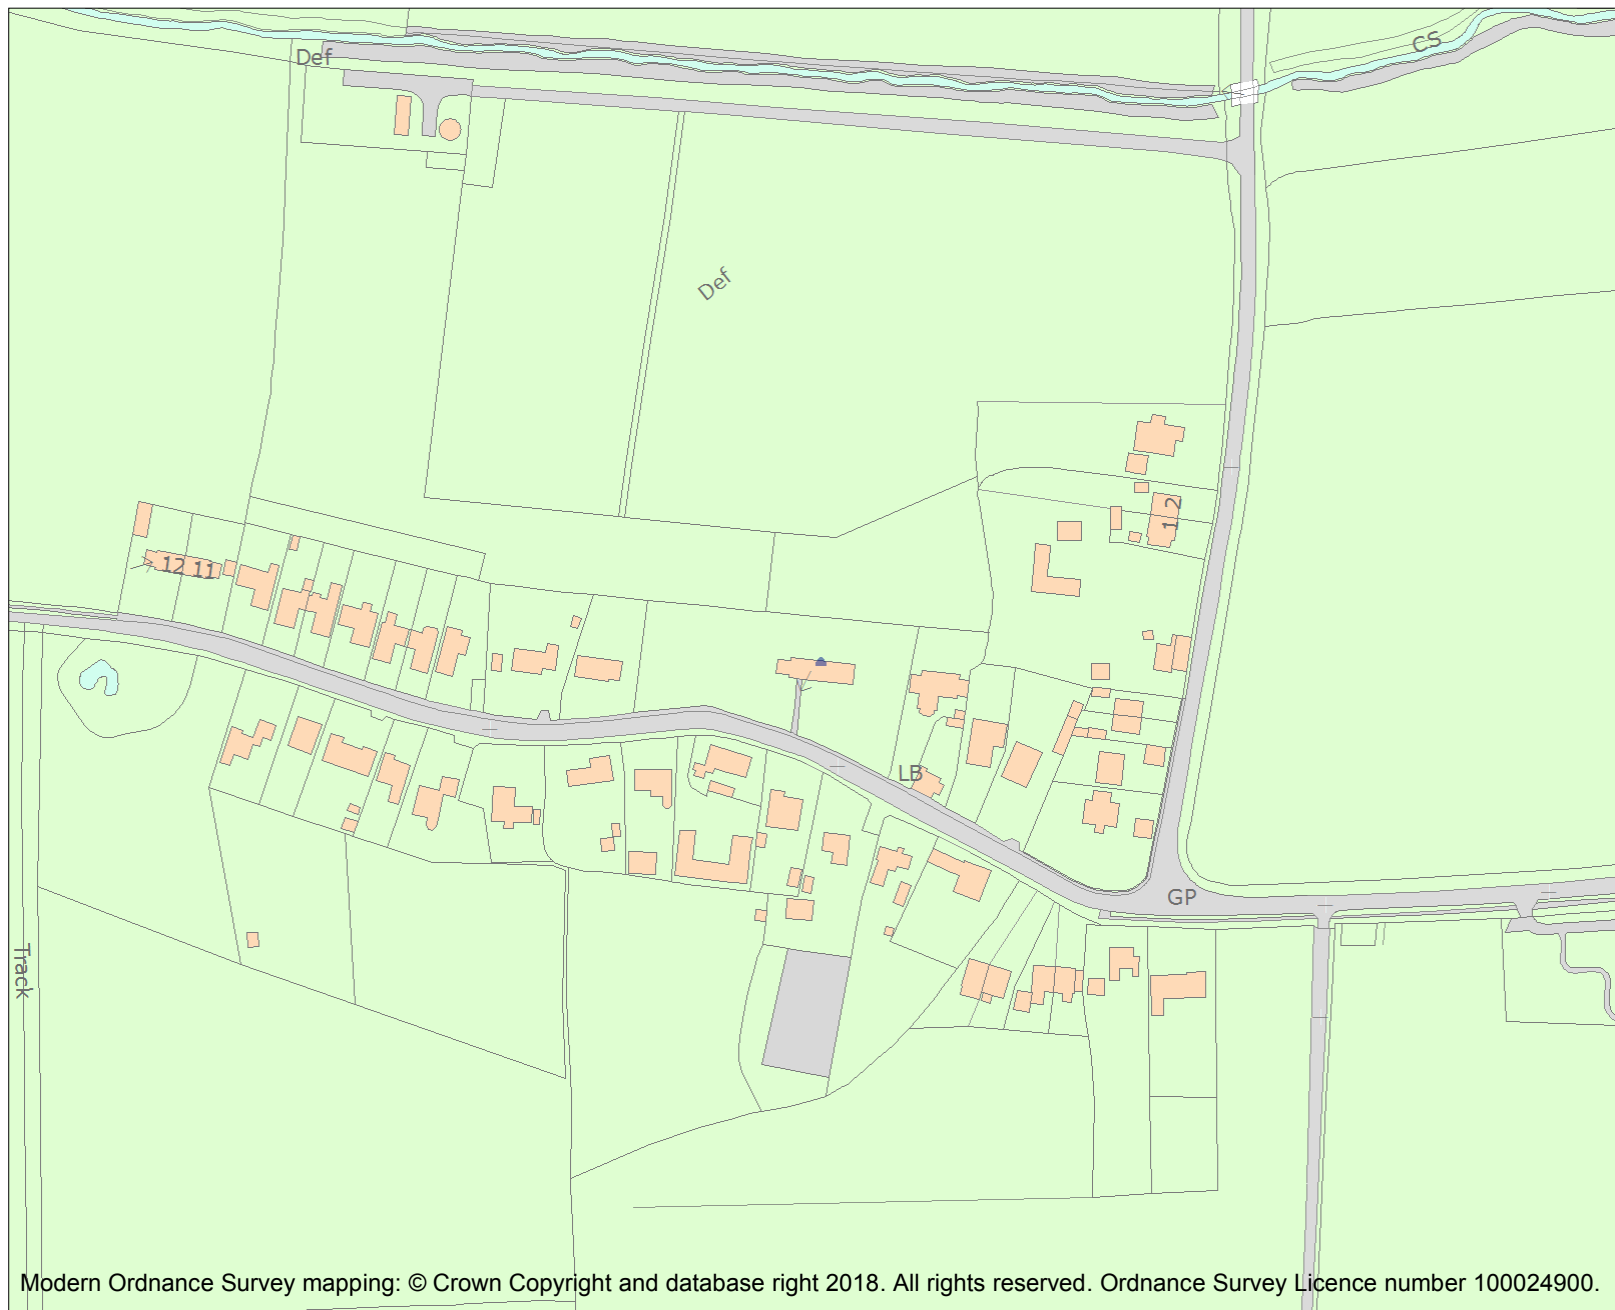 CS
Def
Def
1 2
12 11
LB
GP
Track
Modern Ordnance Survey mapping: © Crown Copyright and database right 2018. All rights reserved. Ordnance Survey Licence number 100024900.